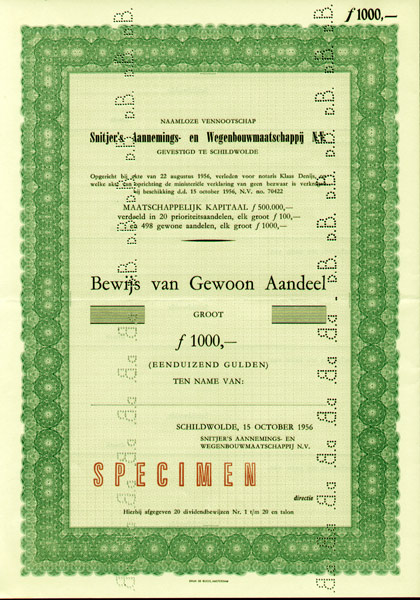 f 1000,—
NAAMLOZE VENNOOTSCHAP
Snitjer's Aannemings- en Wegenbouwmaatschappij N.V.
GEVESTIGD TE SCHILDWOLDE
Opgericht bij akte van 22 augustus 1956, verleden voor notaris Klaas Denijs, op
welke akte van oprichting de ministeriële verklaring van geen bezwaar is verkregen
bij beschikking d.d. 15 october 1956, N.V. no. 70422
MAATSCHAPPELIJK KAPITAAL f 500.000,—
verdeeld in 20 prioriteitsaandelen, elk groot f 100,—
en 498 gewone aandelen, elk groot f 1000,—
Bewijs van Gewoon Aandeel
GROOT
f 1000,—
(EENDUIZEND GULDEN)
TEN NAME VAN:
SCHILDWOLDE, 15 OCTOBER 1956
SNITJER'S AANNEMINGS- EN
WEGENBOUWMAATSCHAPPIJ N.V.
SPECIMEN
directie
Hierbij afgegeven 20 dividendbewijzen Nr. 1 t/m 20 en talon